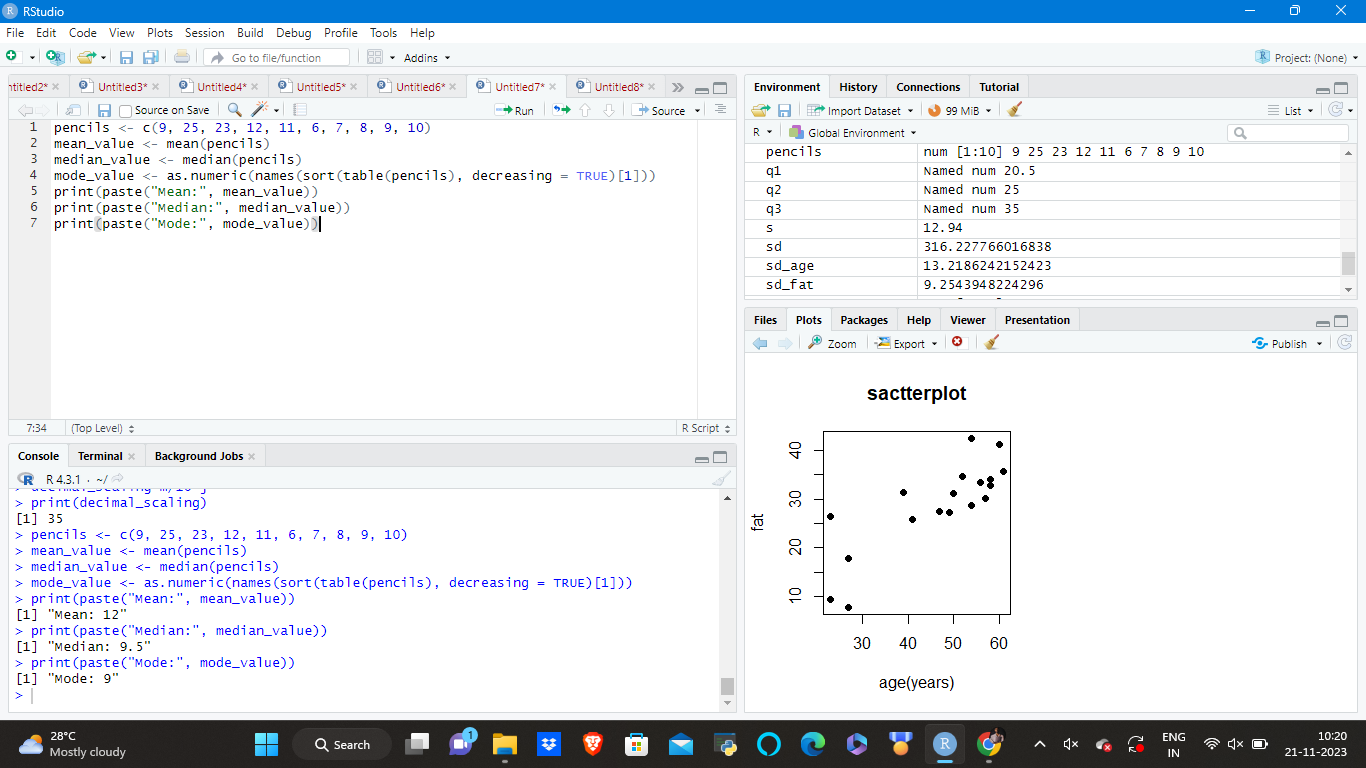 RStudio
File Edit Code View Plots Session Build Debug Profile Tools Help
Go to file/function Addins Project: (None)
ntitled2* Untitled3* Untitled4* Untitled5* Untitled6* Untitled7* Untitled8*
Source on Save Run Source
1 pencils <- c(9, 25, 23, 12, 11, 6, 7, 8, 9, 10)
2 mean_value <- mean(pencils)
3 median_value <- median(pencils)
4 mode_value <- as.numeric(names(sort(table(pencils), decreasing = TRUE)[1]))
5 print(paste("Mean:", mean_value))
6 print(paste("Median:", median_value))
7 print(paste("Mode:", mode_value))
7:34 (Top Level) R Script
Console Terminal Background Jobs
R 4.3.1 · ~/
> print(decimal_scaling)
[1] 35
> pencils <- c(9, 25, 23, 12, 11, 6, 7, 8, 9, 10)
> mean_value <- mean(pencils)
> median_value <- median(pencils)
> mode_value <- as.numeric(names(sort(table(pencils), decreasing = TRUE)[1]))
> print(paste("Mean:", mean_value))
[1] "Mean: 12"
> print(paste("Median:", median_value))
[1] "Median: 9.5"
> print(paste("Mode:", mode_value))
[1] "Mode: 9"
>
Environment History Connections Tutorial
Import Dataset 99 MiB List
R Global Environment
pencils num [1:10] 9 25 23 12 11 6 7 8 9 10
q1 Named num 20.5
q2 Named num 25
q3 Named num 35
s 12.94
sd 316.227766016838
sd_age 13.2186242152423
sd_fat 9.2543948224296
Files Plots Packages Help Viewer Presentation
Zoom Export Publish
sactterplot
fat
40
30
20
10
30 40 50 60
age(years)
28°C
Mostly cloudy
Search
1
ENG
IN
10:20
21-11-2023